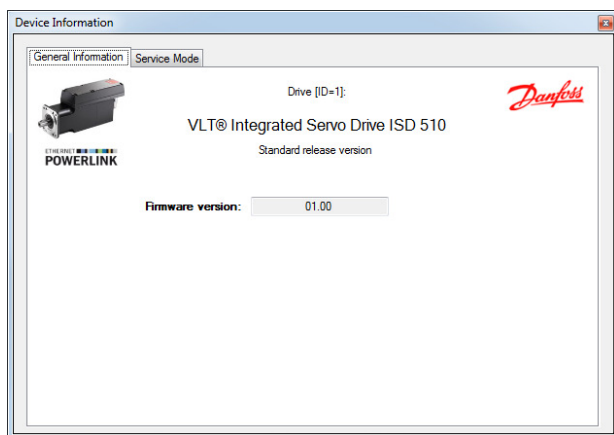 Device Information
General Information
Service Mode
Drive [ID=1]:
Danfoss
VLT® Integrated Servo Drive ISD 510
ETHERNET
POWERLINK
Standard release version
Firmware version:
01.00